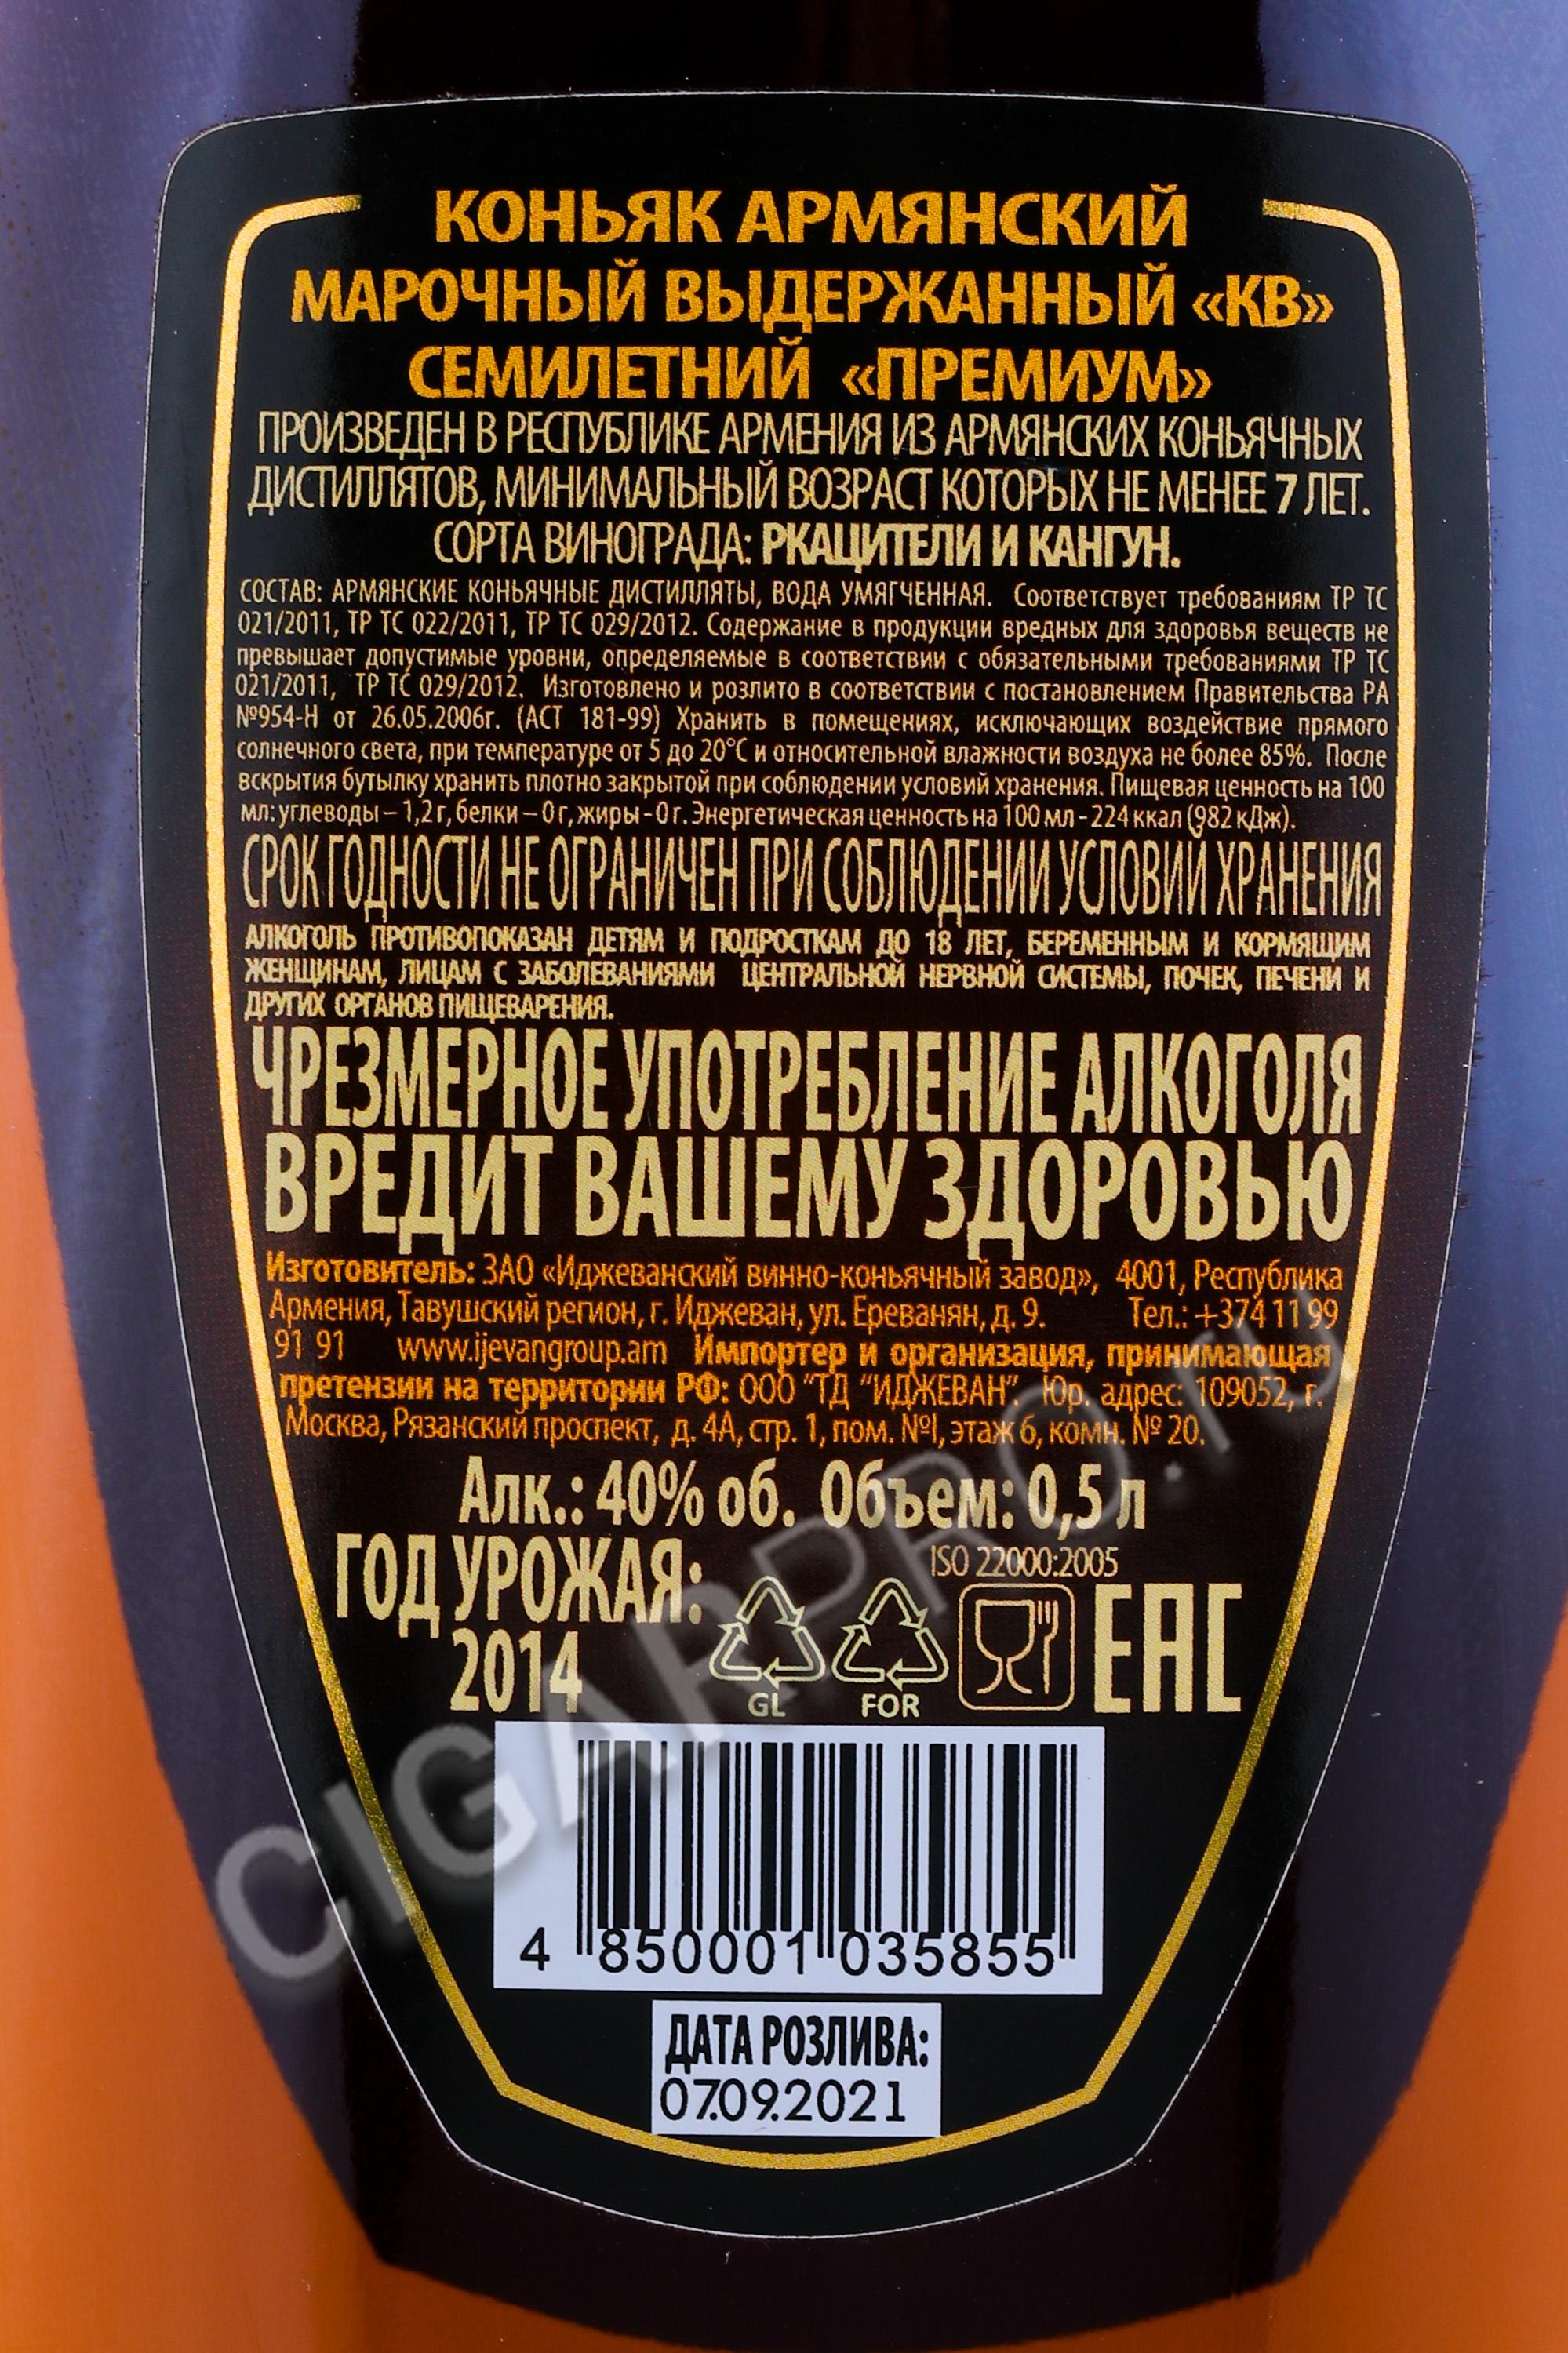 КОНЬЯК АРМЯНСКИЙ
МАРОЧНЫЙ ВЫДЕРЖАННЫЙ «КВ»
СЕМИЛЕТНИЙ «ПРЕМИУМ»
ПРОИЗВЕДЕН В РЕСПУБЛИКЕ АРМЕНИЯ ИЗ АРМЯНСКИХ КОНЬЯЧНЫХ
ДИСТИЛЛЯТОВ, МИНИМАЛЬНЫЙ ВОЗРАСТ КОТОРЫХ НЕ МЕНЕЕ 7 ЛЕТ.
СОРТА ВИНОГРАДА: РКАЦИТЕЛИ И КАНГУН.
СОСТАВ: АРМЯНСКИЕ КОНЬЯЧНЫЕ ДИСТИЛЛЯТЫ, ВОДА УМЯГЧЕННАЯ. Соответствует требованиям ТР ТС
021/2011, ТР ТС 022/2011, ТР ТС 029/2012. Содержание в продукции вредных для здоровья веществ не
превышает допустимые уровни, определяемые в соответствии с обязательными требованиями ТР ТС
021/2011, ТР ТС 029/2012. Изготовлено и розлито в соответствии с постановлением Правительства РА
№954-Н от 26.05.2006г. (АСТ 181-99) Хранить в помещениях, исключающих воздействие прямого
солнечного света, при температуре от 5 до 20°С и относительной влажности воздуха не более 85%. После
вскрытия бутылку хранить плотно закрытой при соблюдении условий хранения. Пищевая ценность на 100
мл: углеводы – 1,2 г, белки – 0 г, жиры - 0 г. Энергетическая ценность на 100 мл - 224 ккал (982 кДж).
СРОК ГОДНОСТИ НЕ ОГРАНИЧЕН ПРИ СОБЛЮДЕНИИ УСЛОВИЙ ХРАНЕНИЯ
АЛКОГОЛЬ ПРОТИВОПОКАЗАН ДЕТЯМ И ПОДРОСТКАМ ДО 18 ЛЕТ, БЕРЕМЕННЫМ И КОРМЯЩИМ
ЖЕНЩИНАМ, ЛИЦАМ С ЗАБОЛЕВАНИЯМИ ЦЕНТРАЛЬНОЙ НЕРВНОЙ СИСТЕМЫ, ПОЧЕК, ПЕЧЕНИ И
ДРУГИХ ОРГАНОВ ПИЩЕВАРЕНИЯ.
ЧРЕЗМЕРНОЕ УПОТРЕБЛЕНИЕ АЛКОГОЛЯ
ВРЕДИТ ВАШЕМУ ЗДОРОВЬЮ
Изготовитель: ЗАО «Иджеванский винно-коньячный завод», 4001, Республика
Армения, Тавушский регион, г. Иджеван, ул. Ереванян, д. 9. Тел.: +374 11 99
91 91 www.ijevangroup.am Импортер и организация, принимающая
претензии на территории РФ: ООО "ТД "ИДЖЕВАН". Юр. адрес: 109052, г.
Москва, Рязанский проспект, д. 4А, стр. 1, пом. №I, этаж 6, комн. № 20.
Алк.: 40% об. Объем: 0,5 л
ГОД УРОЖАЯ:
2014
ISO 22000:2005
GL FOR EAC
4 850001 035855
ДАТА РОЗЛИВА:
07.09.2021
CIGARPRO.ru